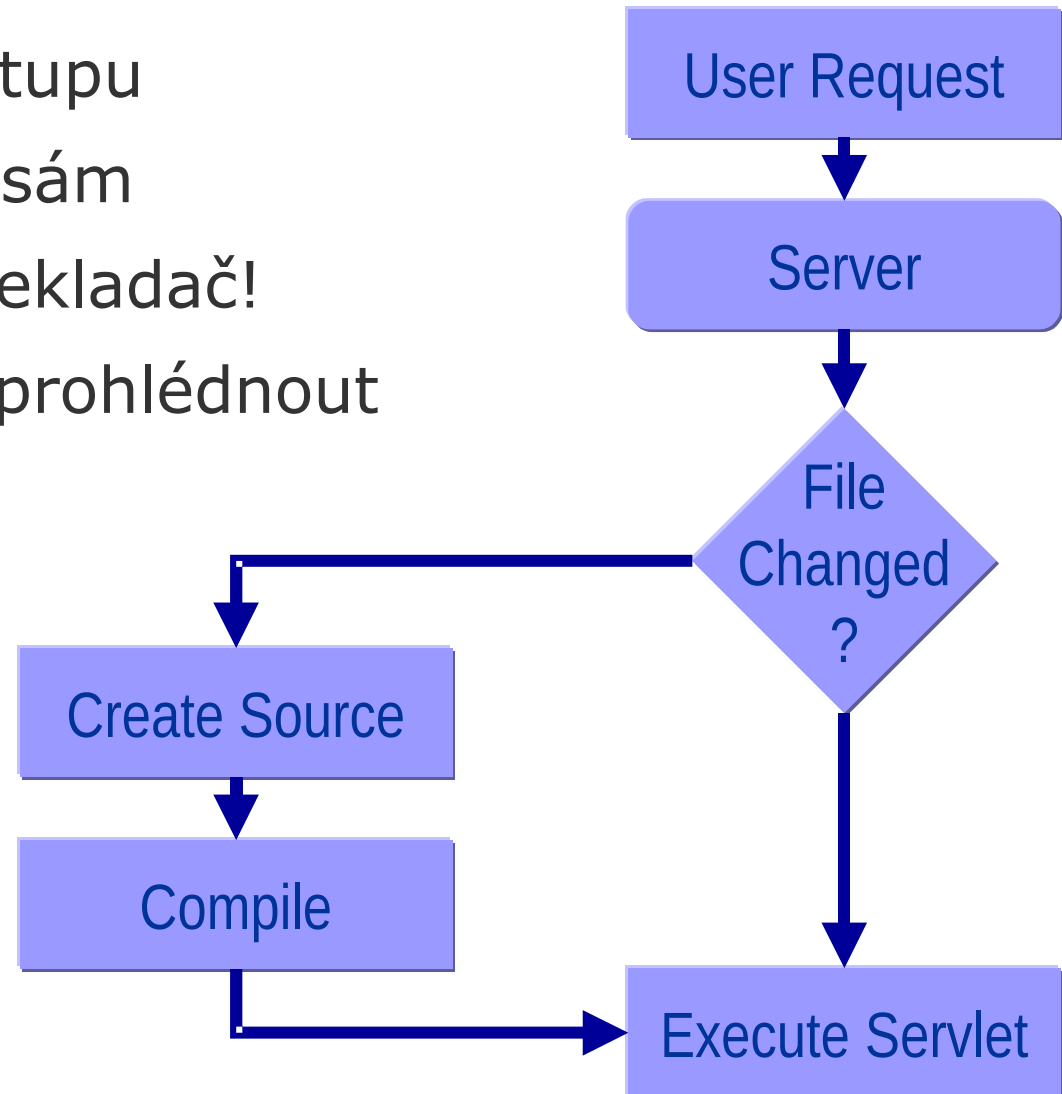 tupu
sám
ekladač!
prohlédnout
User Request
Server
File
Changed
?
Create Source
Compile
Execute Servlet